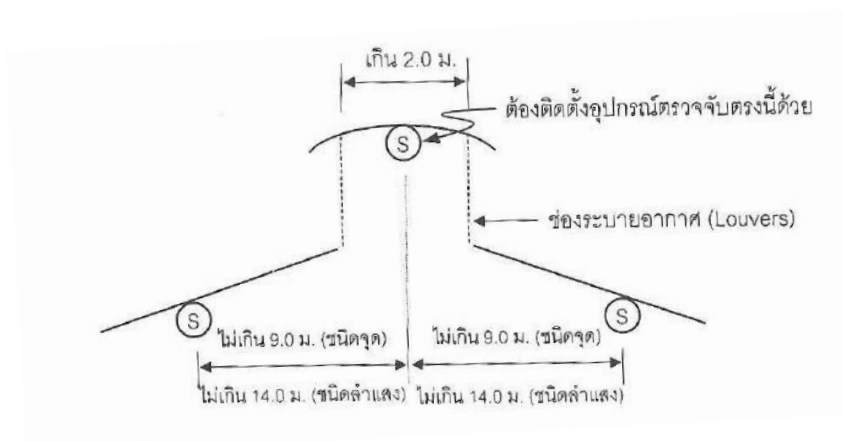 เกิน 2.0 ม.
ต้องติดตั้งอุปกรณ์ตรวจจับตรงนี้ด้วย
S
ช่องระบายอากาศ (Louvers)
S
S
ไม่เกิน 9.0 ม. (ชนิดจุด)
ไม่เกิน 9.0 ม. (ชนิดจุด)
ไม่เกิน 14.0 ม. (ชนิดลำแสง)
ไม่เกิน 14.0 ม. (ชนิดลำแสง)